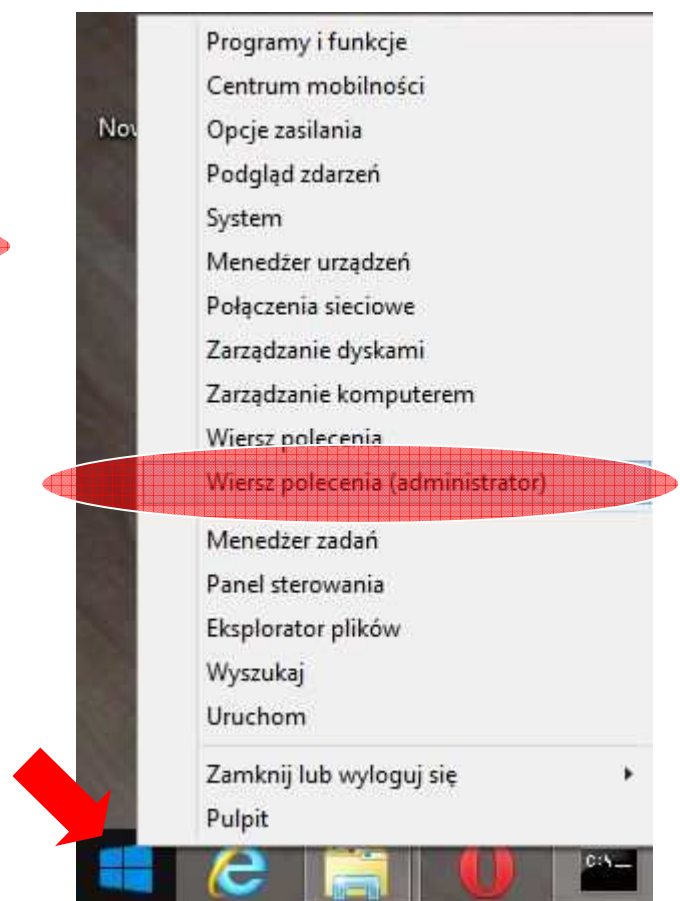 Programy i funkcje
Centrum mobilności
Opcje zasilania
Podgląd zdarzeń
System
Menedżer urządzeń
Połączenia sieciowe
Zarządzanie dyskami
Zarządzanie komputerem
Wiersz polecenia
Wiersz polecenia (administrator)
Menedżer zadań
Panel sterowania
Eksplorator plików
Wyszukaj
Uruchom
Zamknij lub wyloguj się
Pulpit
C:\